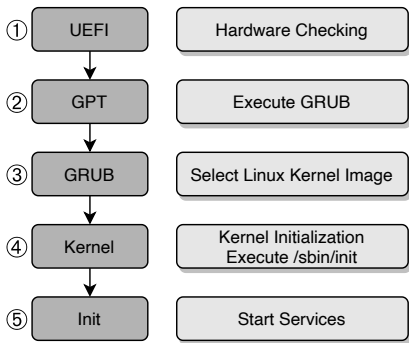 ① UEFI Hardware Checking
② GPT Execute GRUB
③ GRUB Select Linux Kernel Image
④ Kernel Kernel Initialization
Execute /sbin/init
⑤ Init Start Services